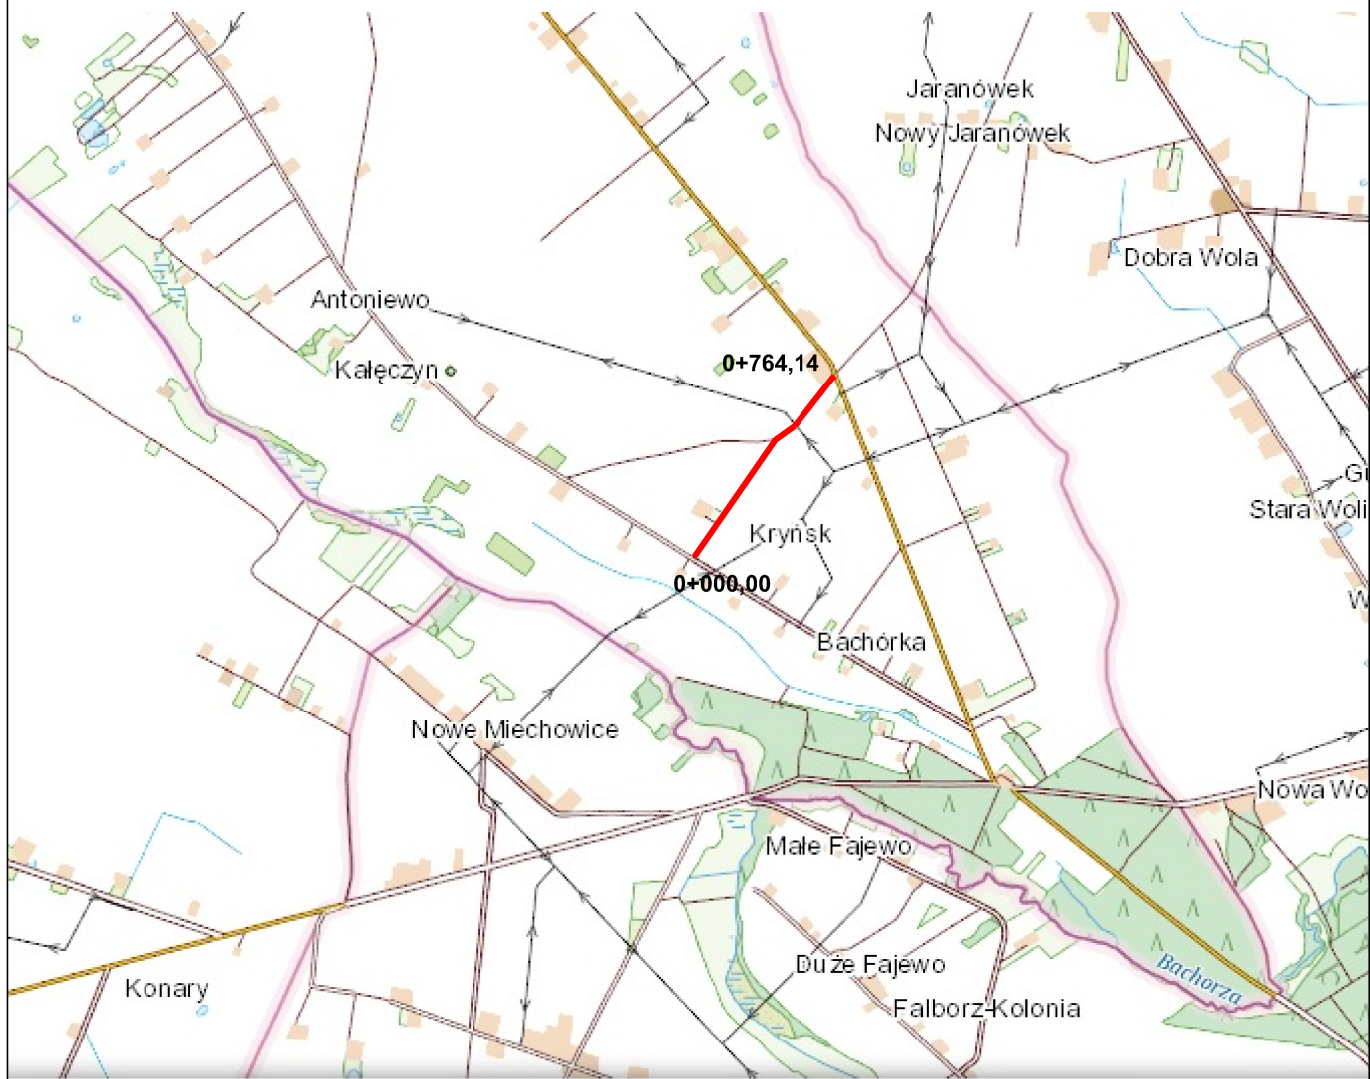 Jaranówek
Nowy Jaranówek
Dobra Wola
Antoniewo
0+764,14
Kałęczyn
Stara Woli
Kryńsk
0+000,00
Bachórka
Nowe Miechowice
Nowa Wo
Małe Fajewo
Duże Fajewo
Bachorza
Konary
Falborz-Kolonia